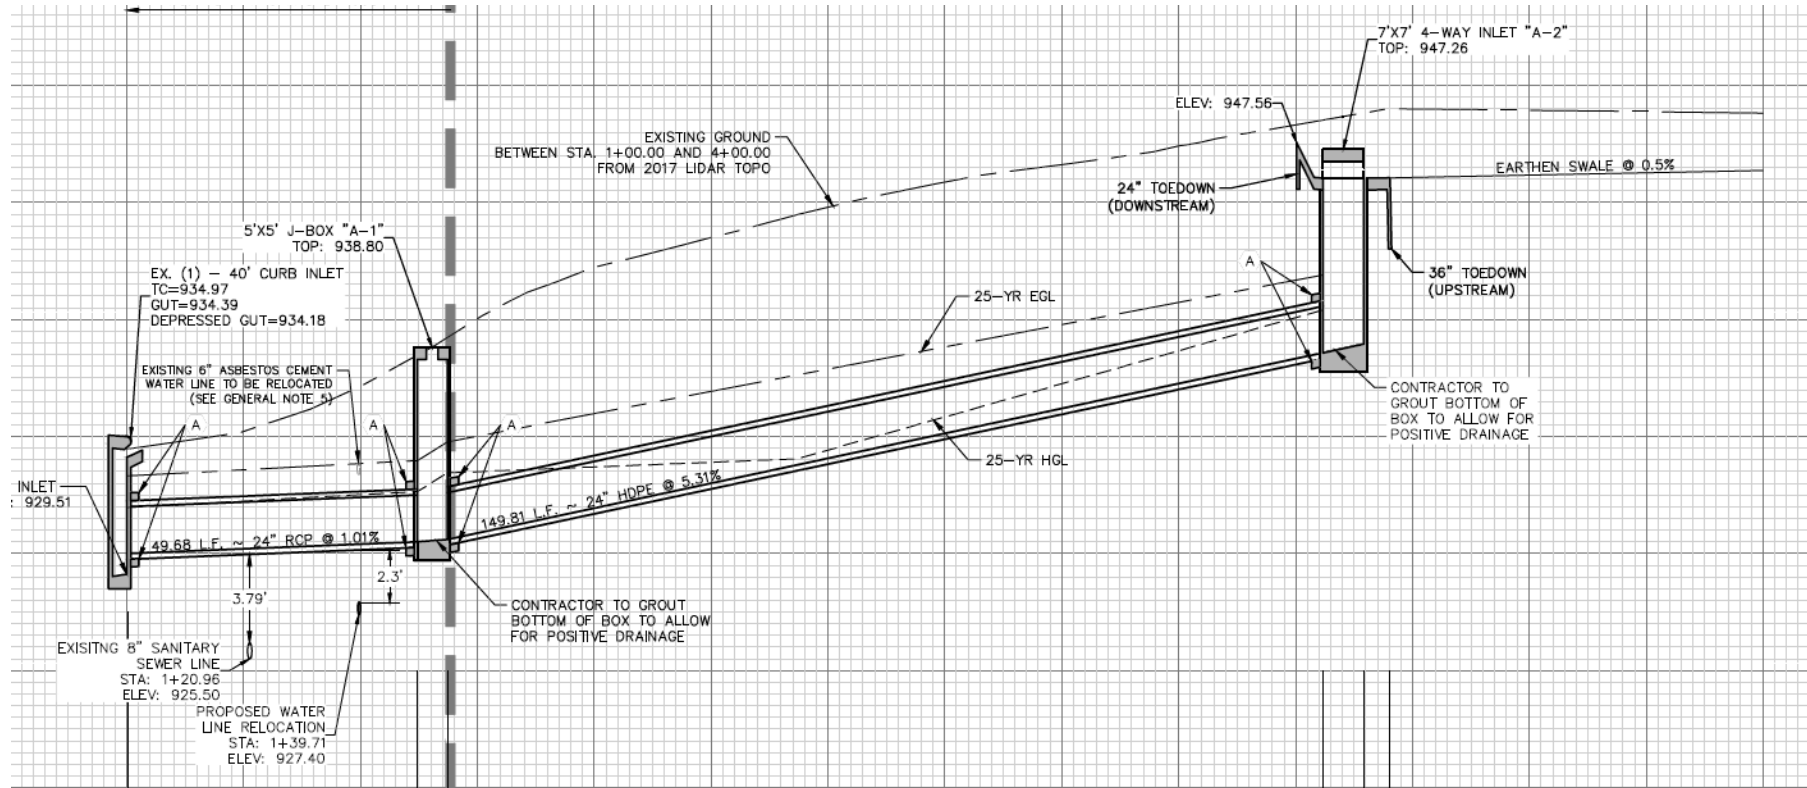 7'X7' 4-WAY INLET "A-2"
TOP: 947.26
ELEV: 947.56
EXISTING GROUND
BETWEEN STA. 1+00.00 AND 4+00.00
FROM 2017 LIDAR TOPO
EARTHEN SWALE @ 0.5%
24" TOEDOWN
(DOWNSTREAM)
5'X5' J-BOX "A-1"
TOP: 938.80
A
36" TOEDOWN
(UPSTREAM)
EX. (1) - 40' CURB INLET
TC=934.97
GUT=934.39
DEPRESSED GUT=934.18
25-YR EGL
EXISTING 6" ASBESTOS CEMENT
WATER LINE TO BE RELOCATED
(SEE GENERAL NOTE 5)
CONTRACTOR TO
GROUT BOTTOM OF
BOX TO ALLOW FOR
POSITIVE DRAINAGE
A
A
A
25-YR HGL
INLET
: 929.51
149.81 L.F. ~ 24" HDPE @ 5.31%
49.68 L.F. ~ 24" RCP @ 1.01%
2.3'
3.79'
CONTRACTOR TO GROUT
BOTTOM OF BOX TO ALLOW
FOR POSITIVE DRAINAGE
EXISITNG 8" SANITARY
SEWER LINE
STA: 1+20.96
ELEV: 925.50
PROPOSED WATER
LINE RELOCATION
STA: 1+39.71
ELEV: 927.40